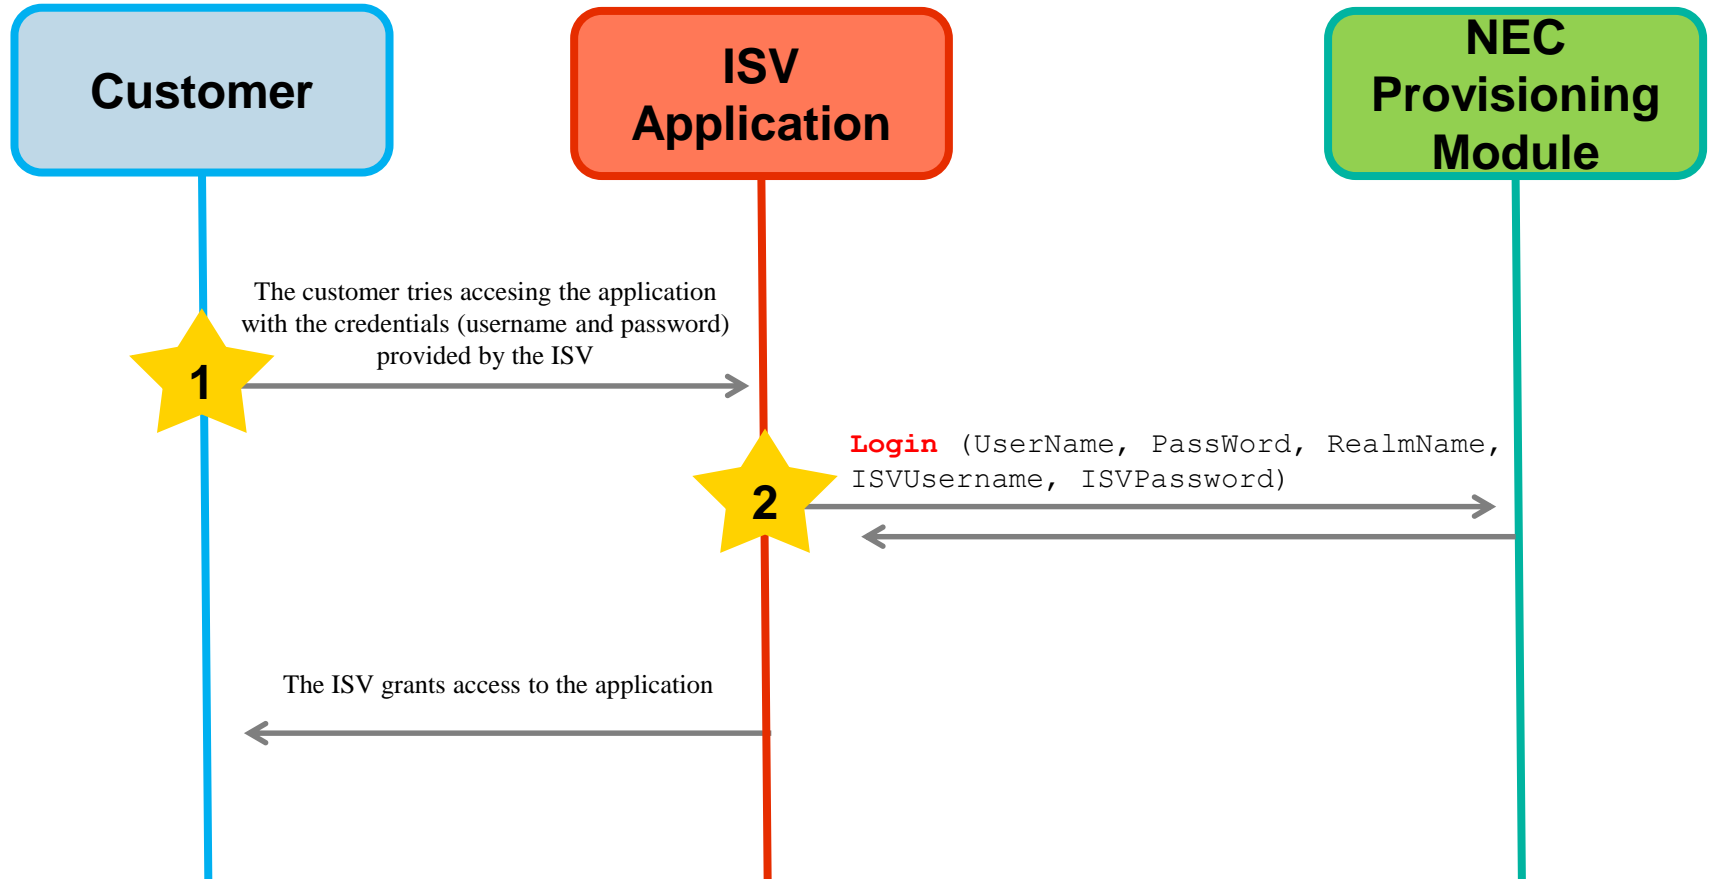 Customer
ISV
Application
NEC
Provisioning
Module
The customer tries accesing the application
with the credentials (username and password)
provided by the ISV
1
Login (UserName, PassWord, RealmName,
ISVUsername, ISVPassword)
2
The ISV grants access to the application